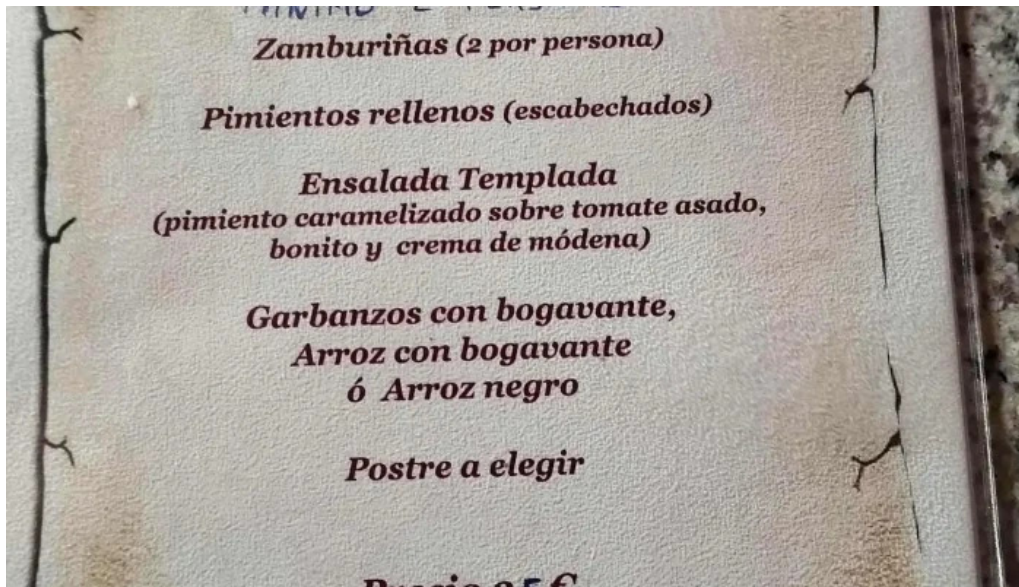 Zamburiñas (2 por persona)
Pimientos rellenos (escabechados)
Ensalada Templada
(pimiento caramelizado sobre tomate asado,
bonito y crema de módena)
Garbanzos con bogavante,
Arroz con bogavante
ó Arroz negro
Postre a elegir
Precio €